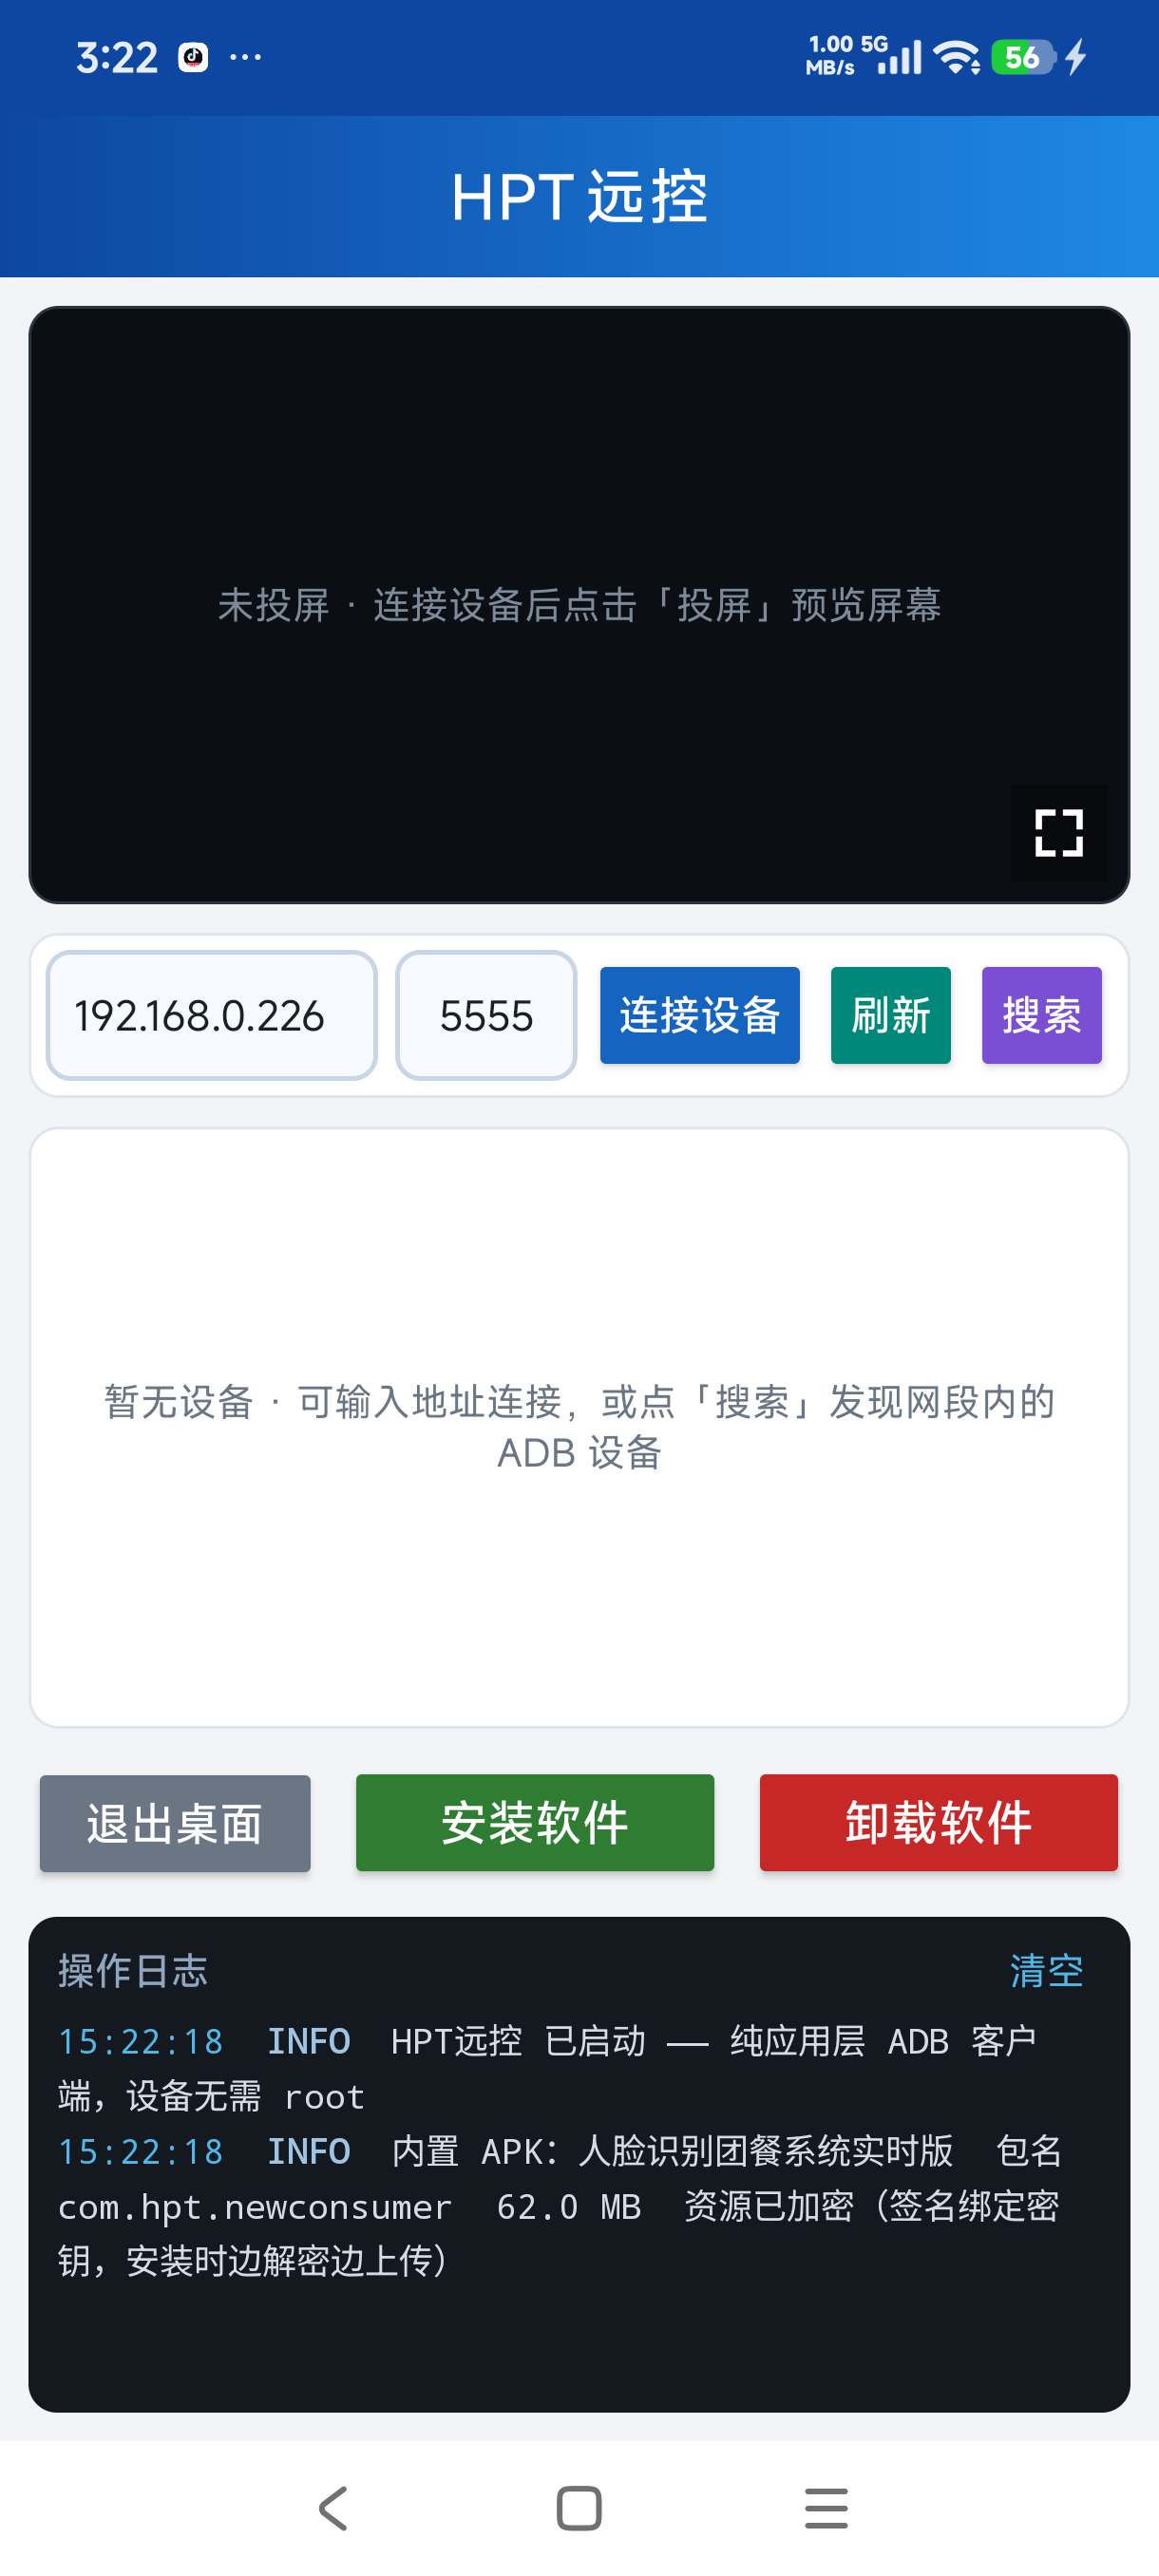 3:22 ··· 1.00 MB/s 5G 56
HPT 远控
未投屏 · 连接设备后点击「投屏」预览屏幕
192.168.0.226 5555 连接设备 刷新 搜索
暂无设备 · 可输入地址连接，或点「搜索」发现网段内的
ADB 设备
退出桌面 安装软件 卸载软件
操作日志 清空
15:22:18 INFO HPT远控 已启动 —— 纯应用层 ADB 客户
端，设备无需 root
15:22:18 INFO 内置 APK：人脸识别团餐系统实时版 包名
com.hpt.newconsumer 62.0 MB 资源已加密（签名绑定密
钥，安装时边解密边上传）